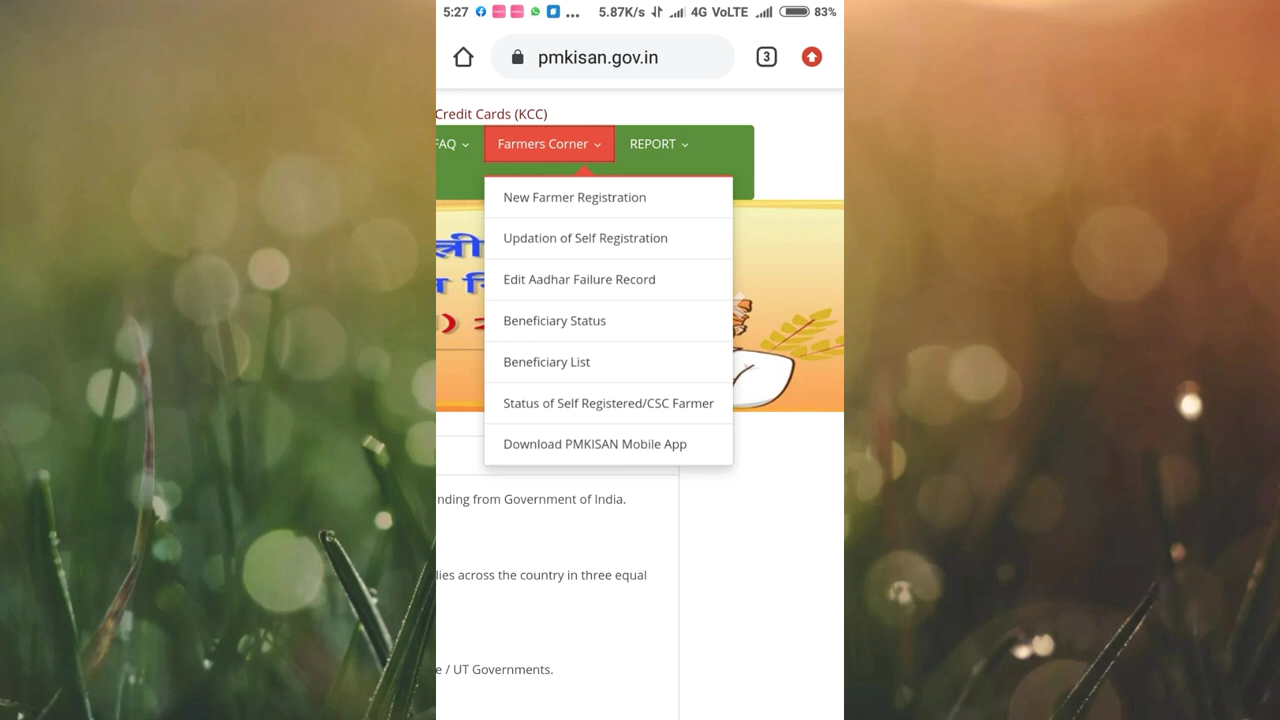 5:27 ... 5.87K/s 4G VoLTE 83%
pmkisan.gov.in 3
Credit Cards (KCC)
FAQ Farmers Corner REPORT
New Farmer Registration
Updation of Self Registration
Edit Aadhar Failure Record
Beneficiary Status
Beneficiary List
Status of Self Registered/CSC Farmer
Download PMKISAN Mobile App
nding from Government of India.
lies across the country in three equal
e / UT Governments.